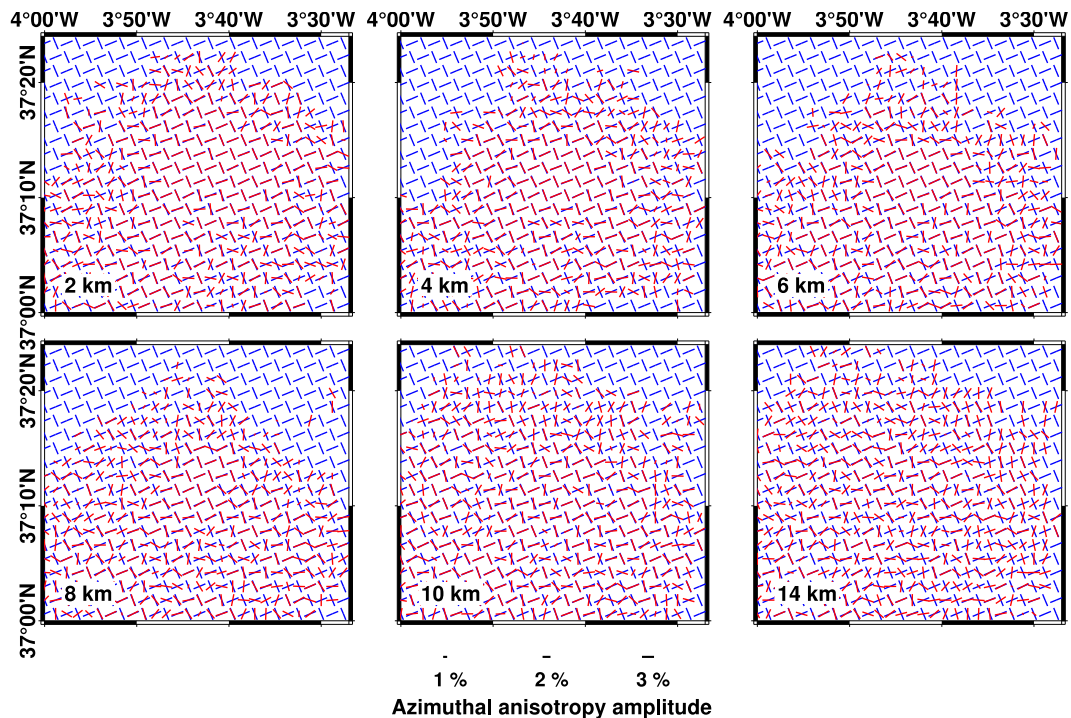 4°00'W 3°50'W 3°40'W 3°30'W 4°00'W 3°50'W 3°40'W 3°30'W 4°00'W 3°50'W 3°40'W 3°30'W
37°20'N
37°10'N
37°00'N
2 km
4 km
6 km
37°20'N
37°10'N
37°00'N
8 km
10 km
14 km
1 % 2 % 3 %
Azimuthal anisotropy amplitude